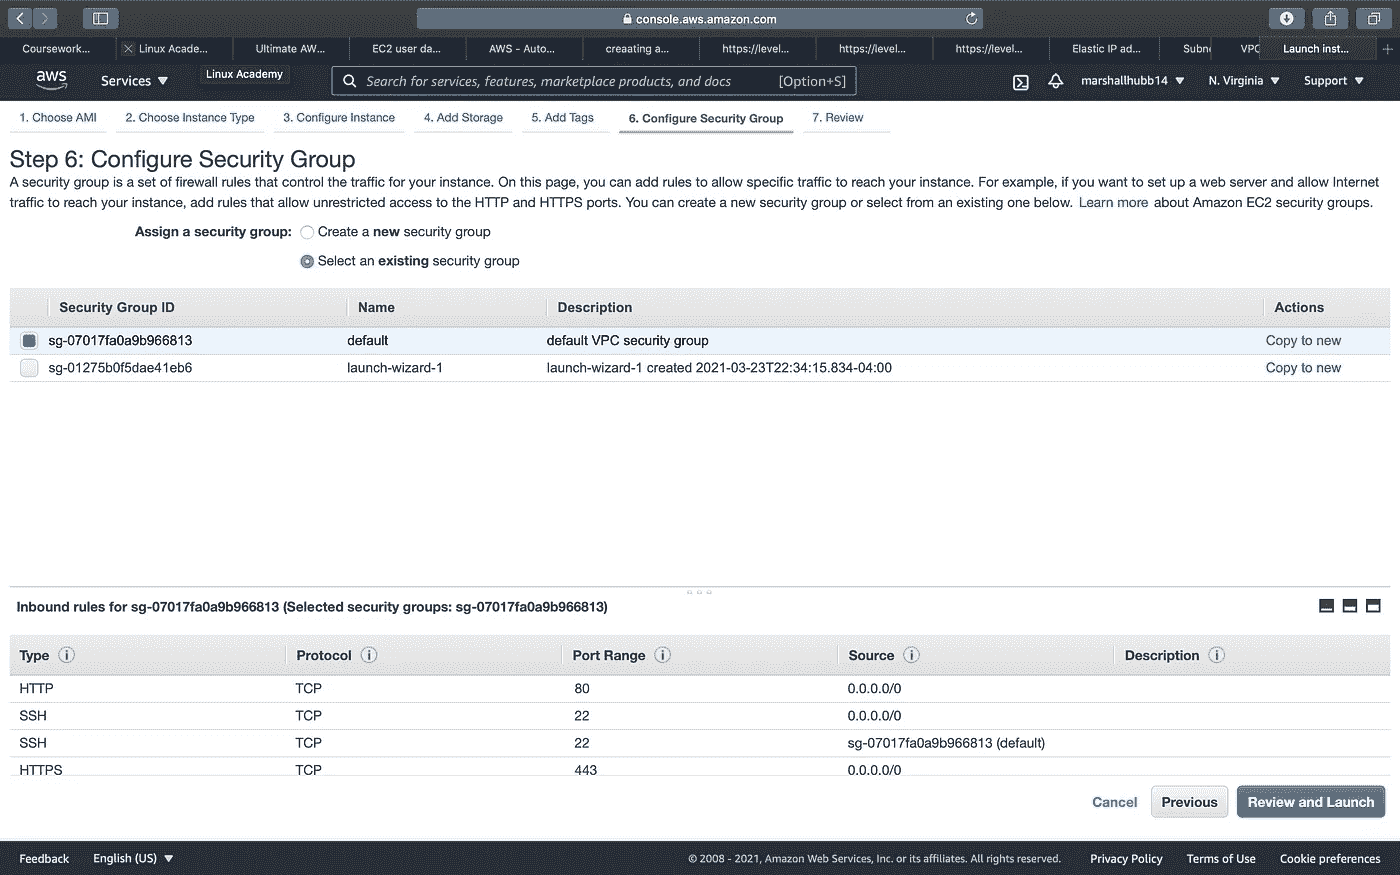 console.aws.amazon.com
Coursework... Linux Acade... Ultimate AW... EC2 user da... AWS - Auto... creaating a... https://level... https://level... https://level... Elastic IP ad... Subn VPC Launch inst...
aws Services Linux Academy Search for services, features, marketplace products, and docs [Option+S] marshallhubb14 N. Virginia Support
1. Choose AMI 2. Choose Instance Type 3. Configure Instance 4. Add Storage 5. Add Tags 6. Configure Security Group 7. Review
Step 6: Configure Security Group
A security group is a set of firewall rules that control the traffic for your instance. On this page, you can add rules to allow specific traffic to reach your instance. For example, if you want to set up a web server and allow Internet
traffic to reach your instance, add rules that allow unrestricted access to the HTTP and HTTPS ports. You can create a new security group or select from an existing one below. Learn more about Amazon EC2 security groups.
Assign a security group: Create a new security group
Select an existing security group
Security Group ID Name Description Actions
sg-07017fa0a9b966813 default default VPC security group Copy to new
sg-01275b0f5dae41eb6 launch-wizard-1 launch-wizard-1 created 2021-03-23T22:34:15.834-04:00 Copy to new
Inbound rules for sg-07017fa0a9b966813 (Selected security groups: sg-07017fa0a9b966813)
Type Protocol Port Range Source Description
HTTP TCP 80 0.0.0.0/0
SSH TCP 22 0.0.0.0/0
SSH TCP 22 sg-07017fa0a9b966813 (default)
HTTPS TCP 443 0.0.0.0/0
Cancel Previous Review and Launch
Feedback English (US) © 2008 - 2021, Amazon Web Services, Inc. or its affiliates. All rights reserved. Privacy Policy Terms of Use Cookie preferences